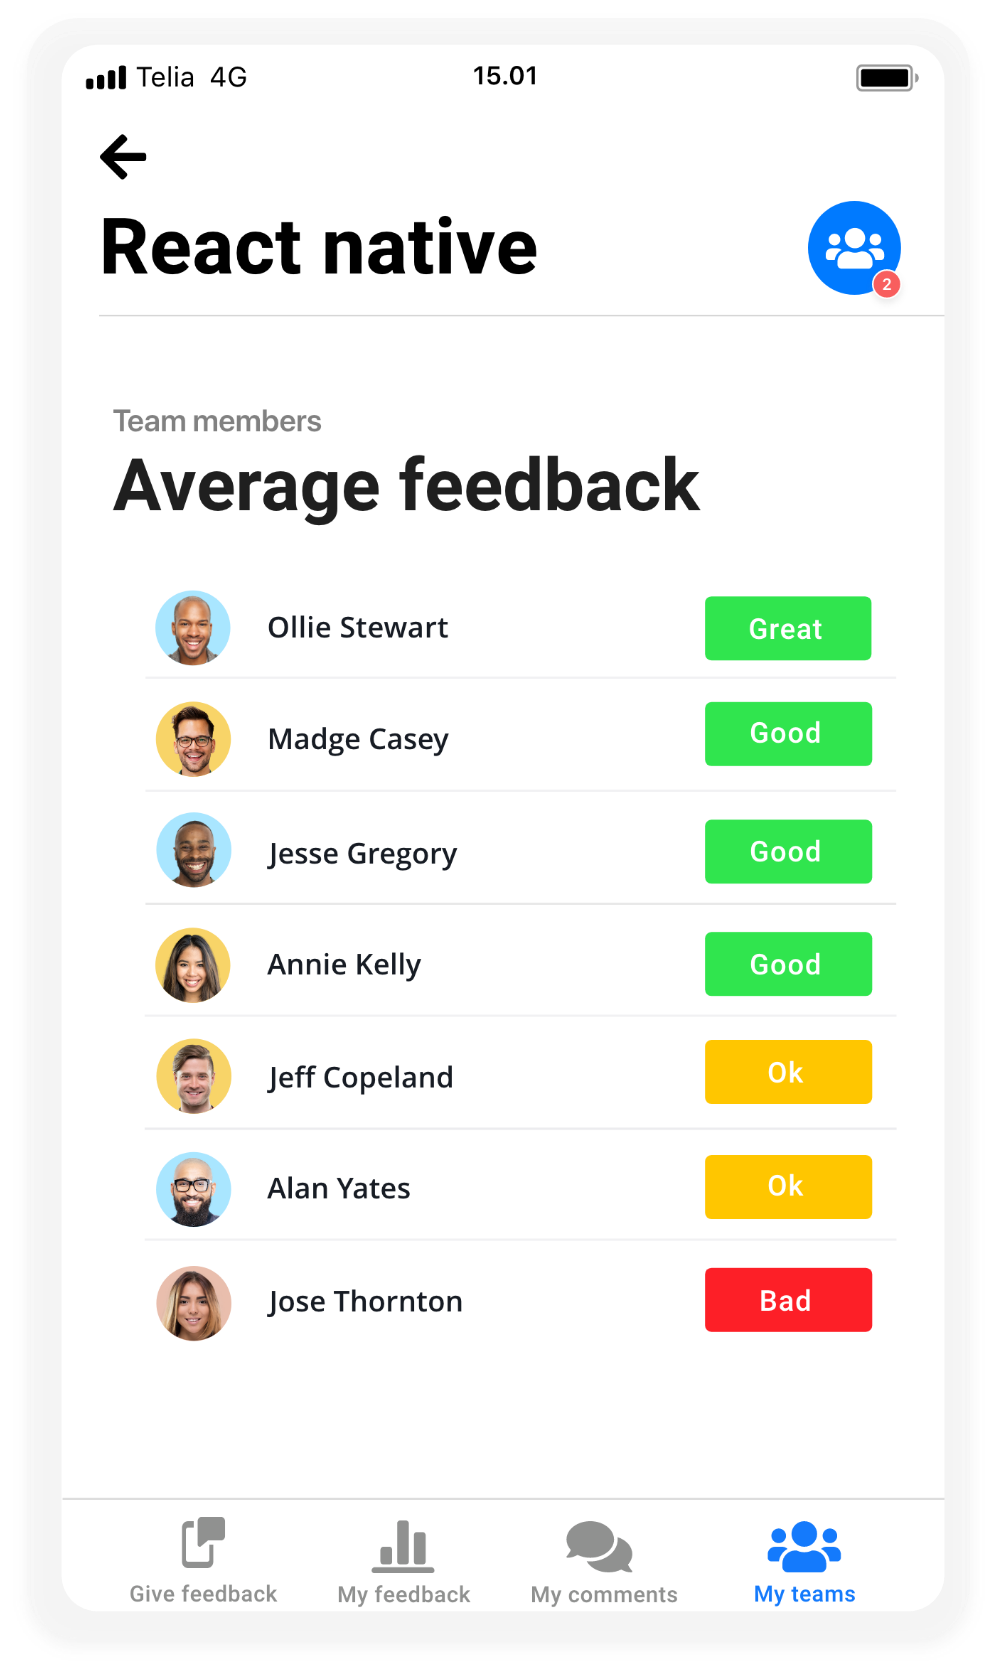 Telia 4G 15.01
React native
2
Team members
Average feedback
Ollie Stewart Great
Madge Casey Good
Jesse Gregory Good
Annie Kelly Good
Jeff Copeland Ok
Alan Yates Ok
Jose Thornton Bad
Give feedback My feedback My comments My teams